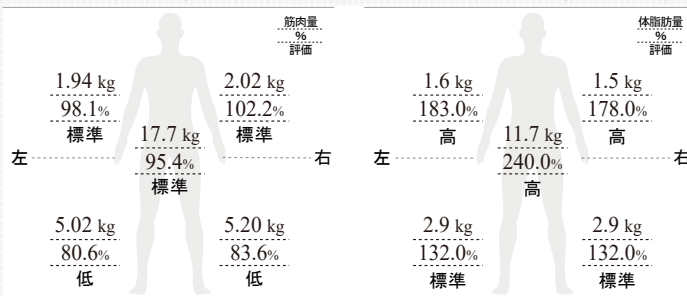 筋肉量
%
評価
1.94 kg
98.1%
標準
2.02 kg
102.2%
標準
17.7 kg
95.4%
標準
左
右
5.02 kg
80.6%
低
5.20 kg
83.6%
低
体脂肪量
%
評価
1.6 kg
183.0%
高
1.5 kg
178.0%
高
11.7 kg
240.0%
高
左
右
2.9 kg
132.0%
標準
2.9 kg
132.0%
標準